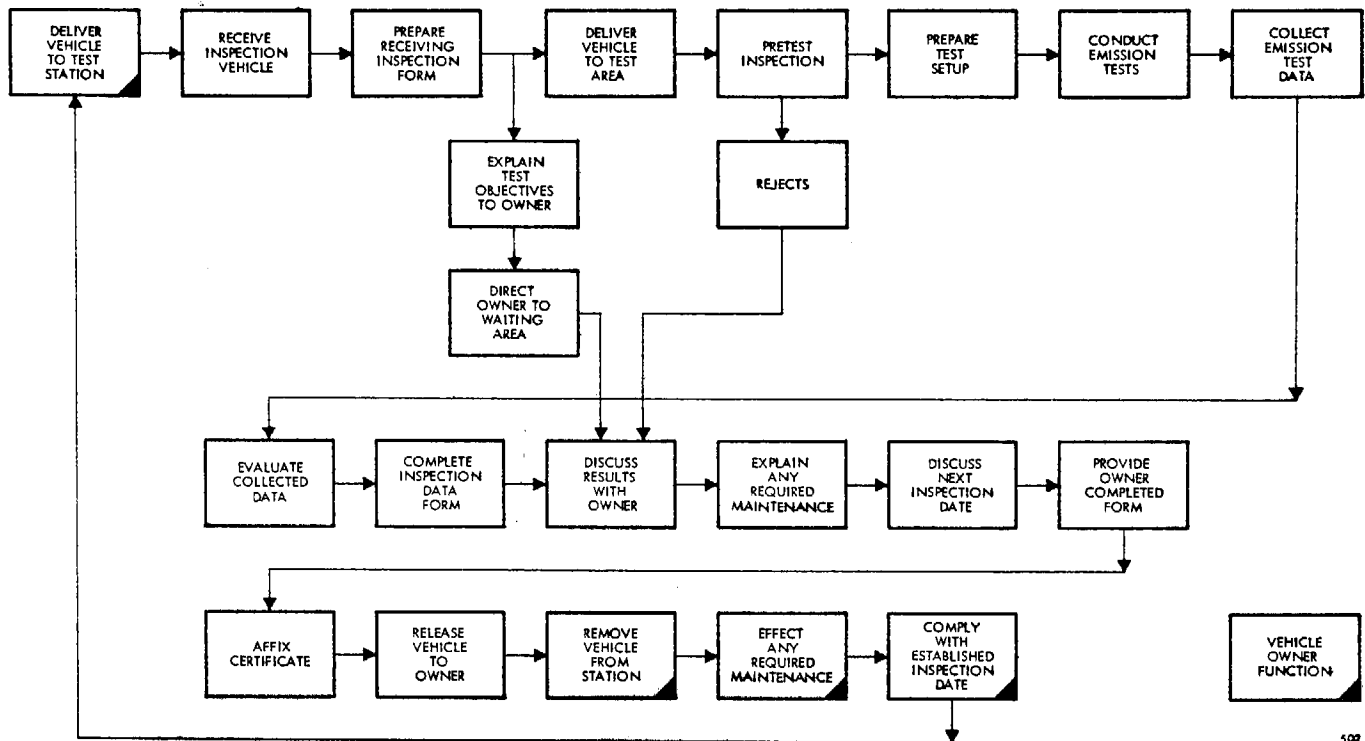 DELIVER
VEHICLE
TO TEST
STATION
RECEIVE
INSPECTION
VEHICLE
PREPARE
RECEIVING
INSPECTION
FORM
DELIVER
VEHICLE
TO TEST
AREA
PRETEST
INSPECTION
PREPARE
TEST
SETUP
CONDUCT
EMISSION
TESTS
COLLECT
EMISSION
TEST
DATA
EXPLAIN
TEST
OBJECTIVES
TO OWNER
REJECTS
DIRECT
OWNER TO
WAITING
AREA
EVALUATE
COLLECTED
DATA
COMPLETE
INSPECTION
DATA
FORM
DISCUSS
RESULTS
WITH
OWNER
EXPLAIN
ANY
REQUIRED
MAINTENANCE
DISCUSS
NEXT
INSPECTION
DATE
PROVIDE
OWNER
COMPLETED
FORM
AFFIX
CERTIFICATE
RELEASE
VEHICLE
TO
OWNER
REMOVE
VEHICLE
FROM
STATION
EFFECT
ANY
REQUIRED
MAINTENANCE
COMPLY
WITH
ESTABLISHED
INSPECTION
DATE
VEHICLE
OWNER
FUNCTION